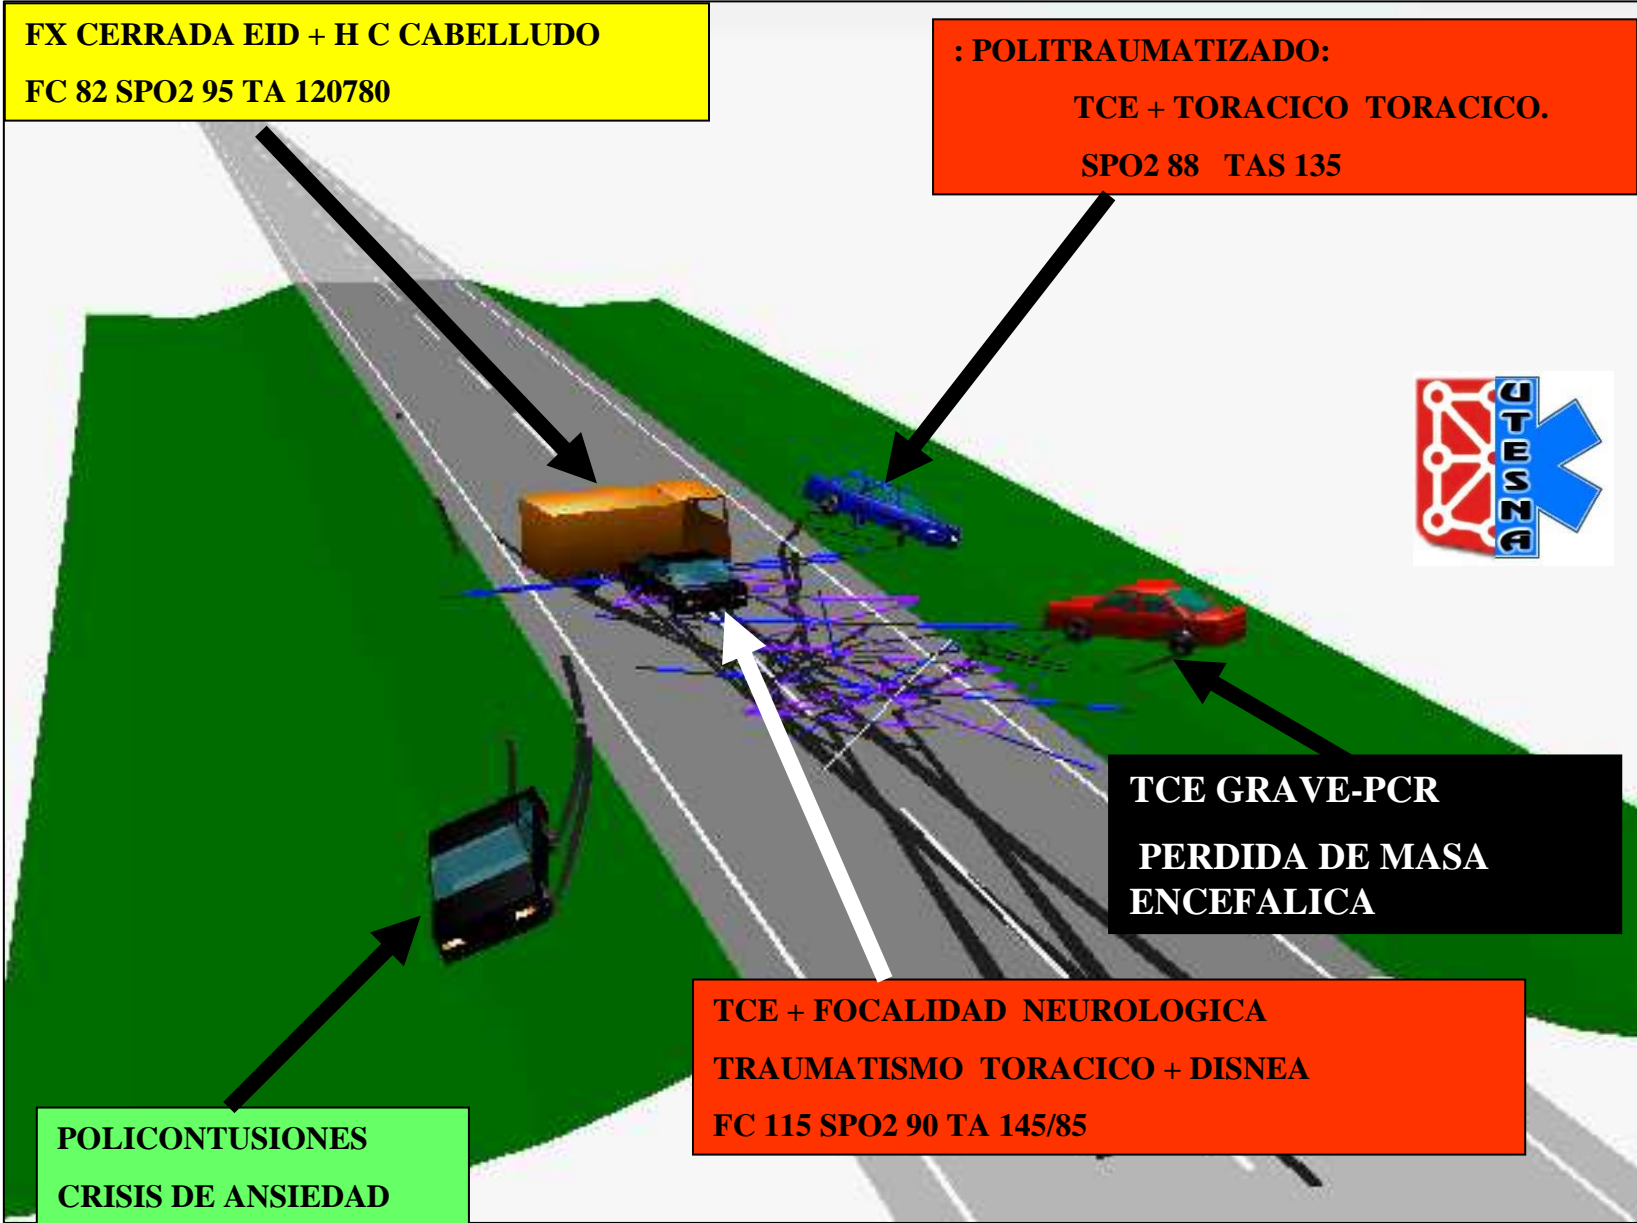 FX CERRADA EID + H C CABELLUDO
FC 82 SPO2 95 TA 120780
: POLITRAUMATIZADO:
TCE + TORACICO TORACICO.
SPO2 88 TAS 135
UTESNA
TCE GRAVE-PCR
PERDIDA DE MASA
ENCEFALICA
TCE + FOCALIDAD NEUROLOGICA
TRAUMATISMO TORACICO + DISNEA
FC 115 SPO2 90 TA 145/85
POLICONTUSIONES
CRISIS DE ANSIEDAD